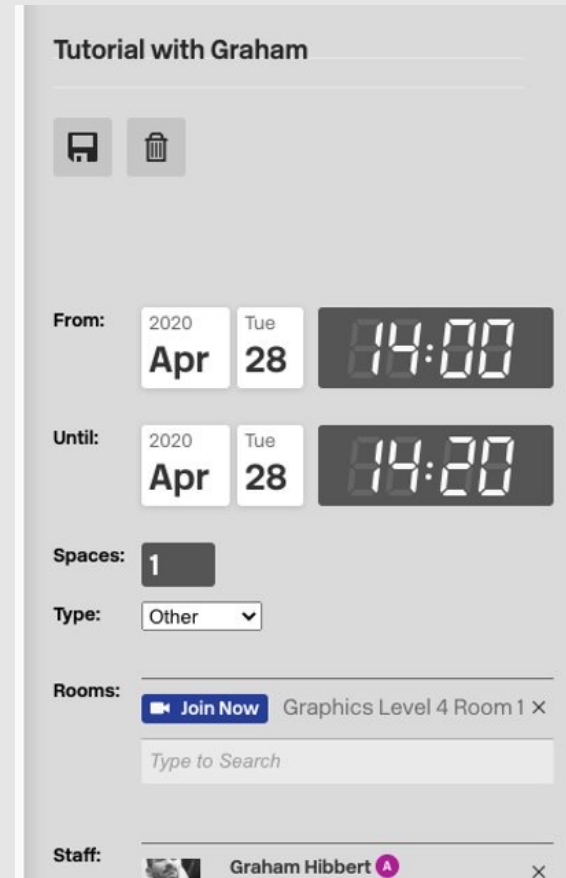 Tutorial with Graham
From:
2020
Apr
Tue
28
14:00
Until:
2020
Apr
Tue
28
14:20
Spaces:
1
Type:
Other
Rooms:
Join Now Graphics Level 4 Room 1 ×
Type to Search
Staff:
Graham Hibbert A ×